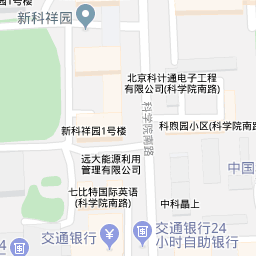 新科祥园
北京科计通电子工程
有限公司(科学院南路)
科学院南路
新科祥园1号楼
科煦园小区(科学院南路
远大能源利用
管理有限公司
中国
七比特国际英语
(科学院南路)
中科晶上
交通银行
交通银行24
小时自助银行